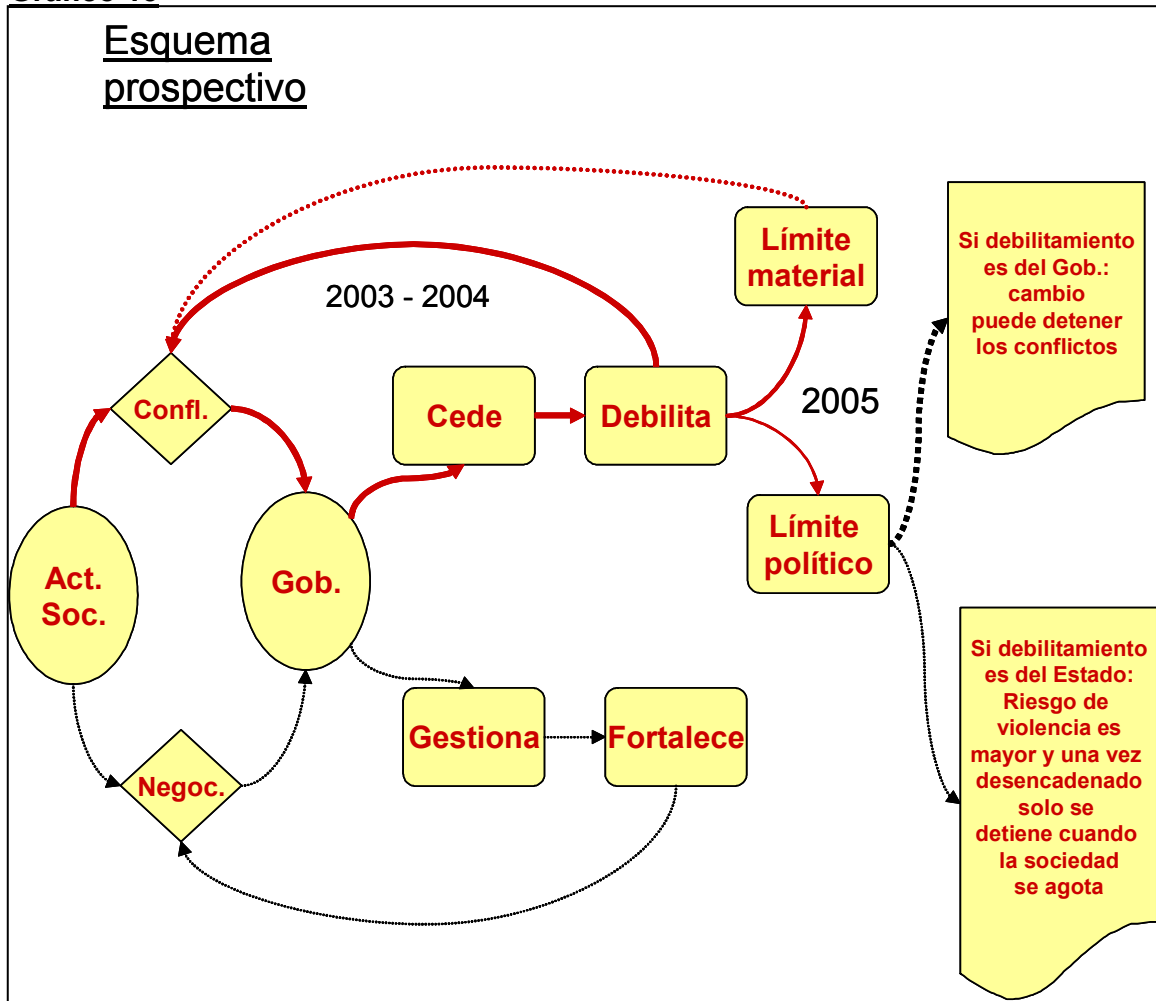 Esquema
prospectivo
Límite
material
Si debilitamiento
es del Gob.:
cambio
puede detener
los conflictos
2003 - 2004
Confl.
Cede
Debilita
2005
Límite
político
Act.
Soc.
Gob.
Gestiona
Fortalece
Negoc.
Si debilitamiento
es del Estado:
Riesgo de
violencia es
mayor y una vez
desencadenado
solo se
detiene cuando
la sociedad
se agota